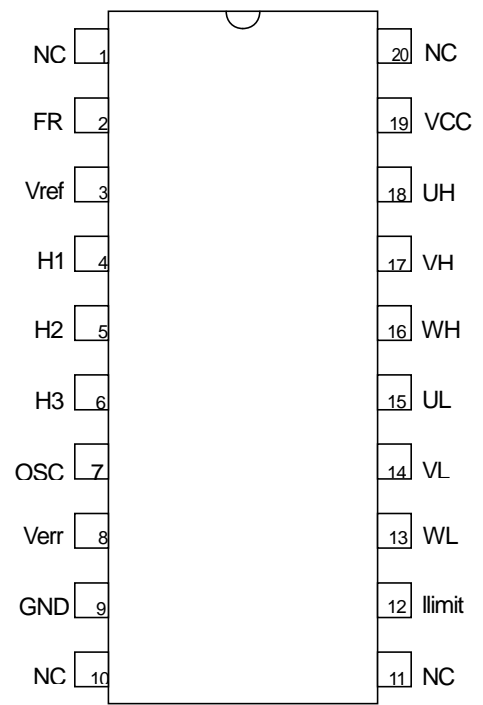 NC 1 20 NC
FR 2 19 VCC
Vref 3 18 UH
H1 4 17 VH
H2 5 16 WH
H3 6 15 UL
OSC 7 14 VL
Verr 8 13 WL
GND 9 12 Ilimit
NC 10 11 NC